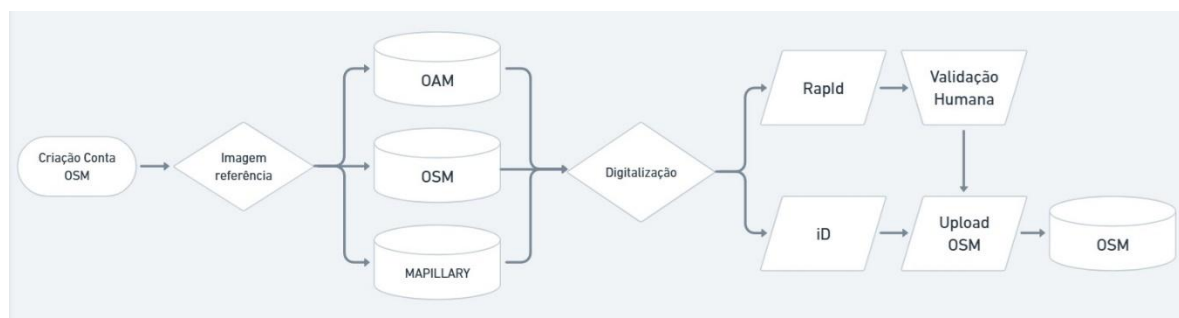 Criação Conta
OSM
Imagem
referência
OAM
OSM
MAPILLARY
Digitalização
RapId
Validação
Humana
iD
Upload
OSM
OSM